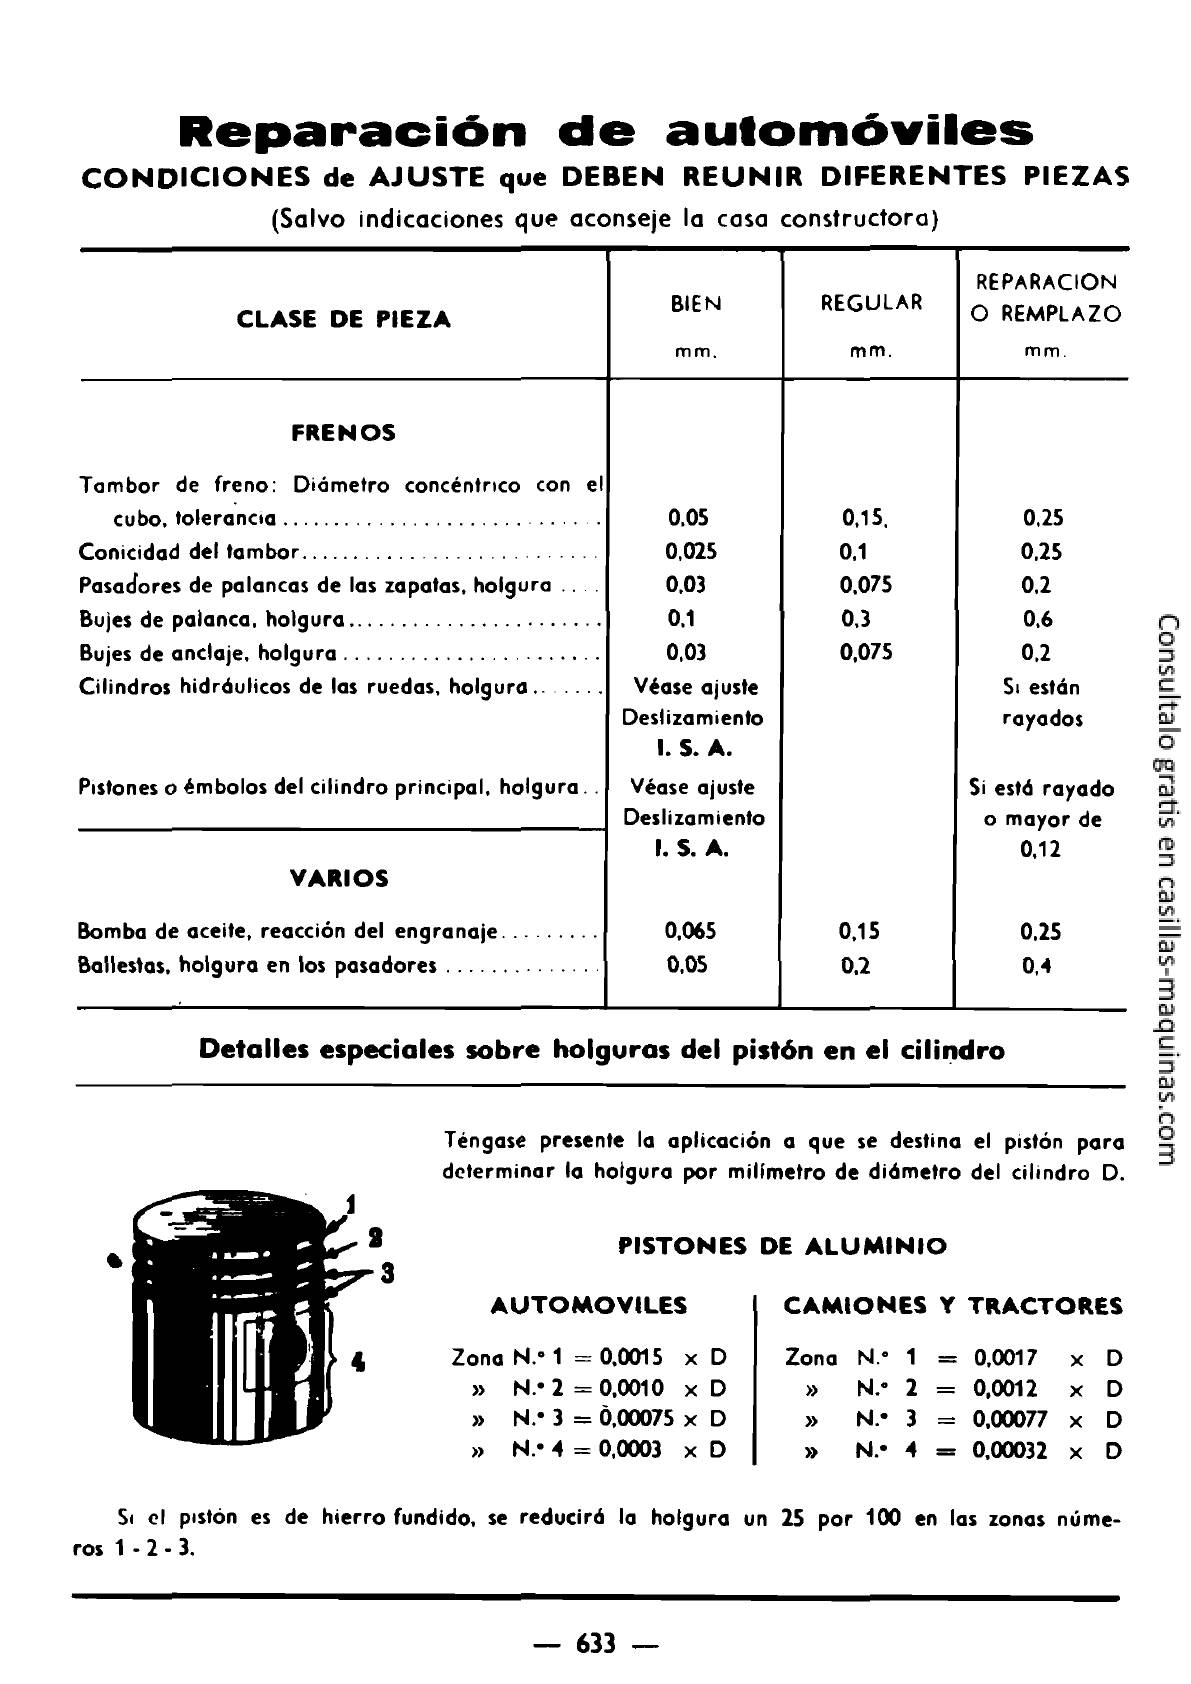 Reparación de automóviles
CONDICIONES de AJUSTE que DEBEN REUNIR DIFERENTES PIEZAS
(Salvo indicaciones que aconseje la casa constructora)
CLASE DE PIEZA
BIEN
mm.
REGULAR
mm.
REPARACION
O REMPLAZO
mm.
FRENOS
Tambor de freno: Diámetro concéntrico con el
cubo, tolerancia ........ 0,05 0,15. 0,25
Conicidad del tambor........ 0,025 0,1 0,25
Pasadores de palancas de las zapatas, holgura .... 0,03 0,075 0,2
Bujes de palanca, holgura........ 0,1 0,3 0,6
Bujes de anclaje, holgura ........ 0,03 0,075 0,2
Cilindros hidráulicos de las ruedas, holgura....... Véase ajuste Si están
Deslizamiento rayados
I. S. A.
Pistones o émbolos del cilindro principal, holgura.. Véase ajuste Si está rayado
Deslizamiento o mayor de
I. S. A. 0,12
VARIOS
Bomba de aceite, reacción del engranaje......... 0,065 0,15 0,25
Ballestas, holgura en los pasadores ........ 0,05 0,2 0,4
Detalles especiales sobre holguras del pistón en el cilindro
Téngase presente la aplicación a que se destina el pistón para
determinar la holgura por milímetro de diámetro del cilindro D.
1
2
3
4
PISTONES DE ALUMINIO
AUTOMOVILES
Zona N.º 1 = 0,0015 x D
» N.º 2 = 0,0010 x D
» N.º 3 = 0,00075 x D
» N.º 4 = 0,0003 x D
CAMIONES Y TRACTORES
Zona N.º 1 = 0,0017 x D
» N.º 2 = 0,0012 x D
» N.º 3 = 0,00077 x D
» N.º 4 = 0,00032 x D
Si el pistón es de hierro fundido, se reducirá la holgura un 25 por 100 en las zonas núme-
ros 1 - 2 - 3.
— 633 —
Consultalo gratis en casillas-maquinas.com